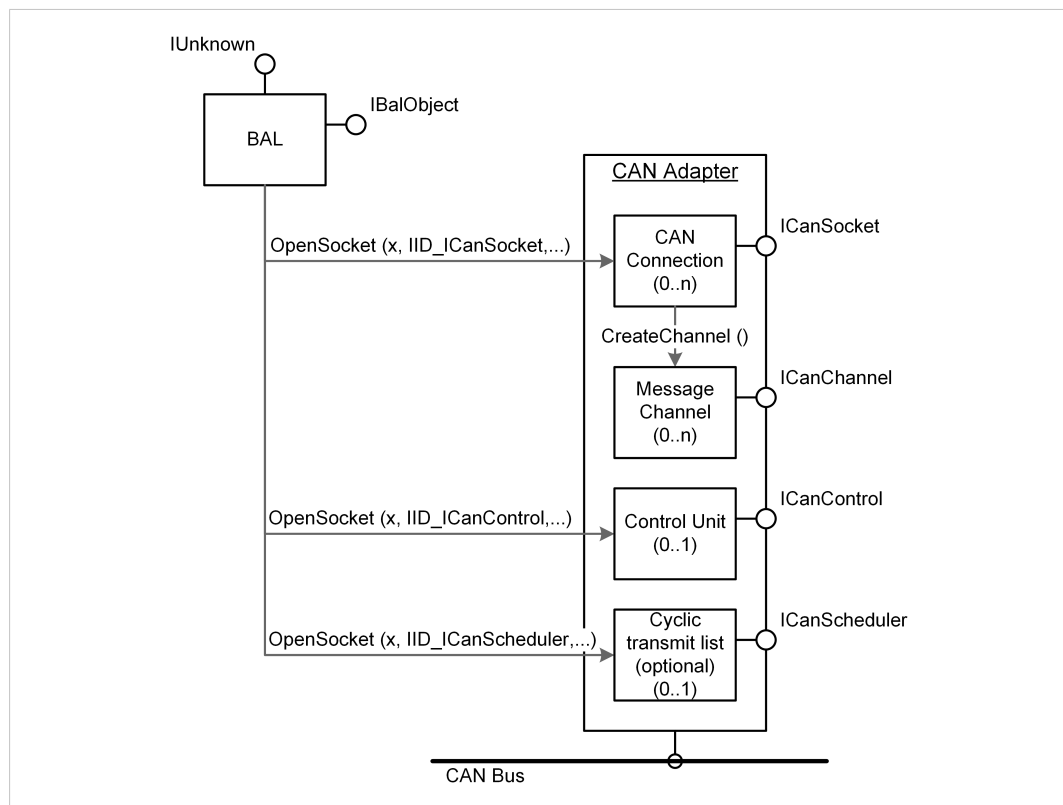 IUnknown
IBalObject
BAL
CAN Adapter
OpenSocket (x, IID_ICanSocket,...)
CAN
Connection
(0..n)
ICanSocket
CreateChannel ()
Message
Channel
(0..n)
ICanChannel
OpenSocket (x, IID_ICanControl,...)
Control Unit
(0..1)
ICanControl
OpenSocket (x, IID_ICanScheduler,...)
Cyclic
transmit list
(optional)
(0..1)
ICanScheduler
CAN Bus